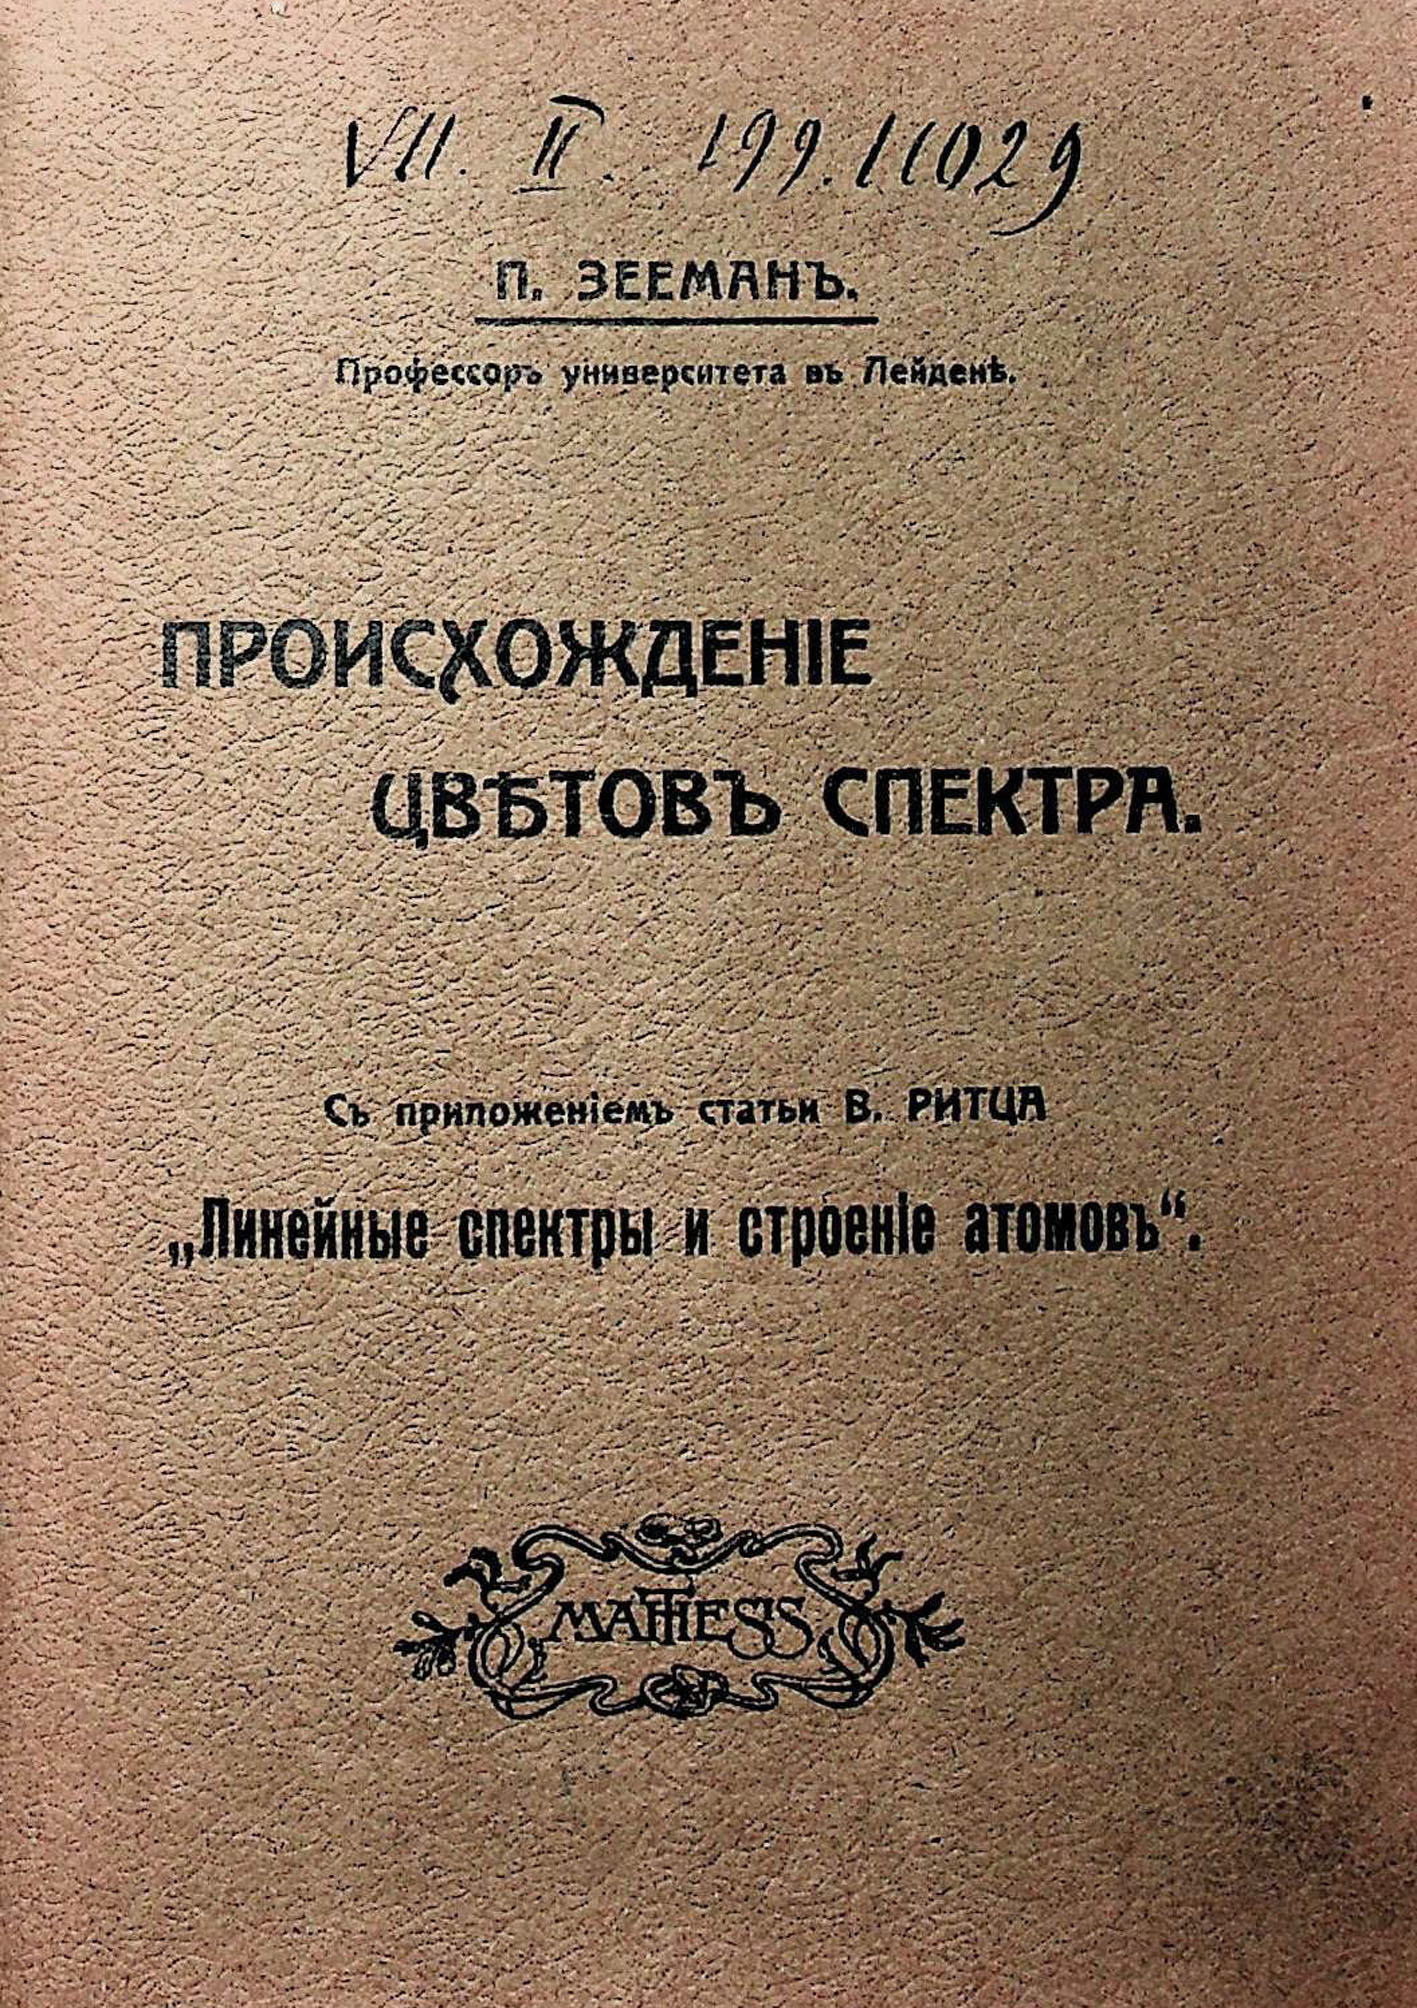 VII. II. 199. 11029
П. ЗЕЕМАНЪ.
Профессоръ университета въ Лейденѣ.
ПРОИСХОЖДЕНІЕ
ЦВѢТОВЪ СПЕКТРА.
Съ приложеніемъ статьи В. РИТЦА
„Линейные спектры и строеніе атомовъ“.
MATHESIS